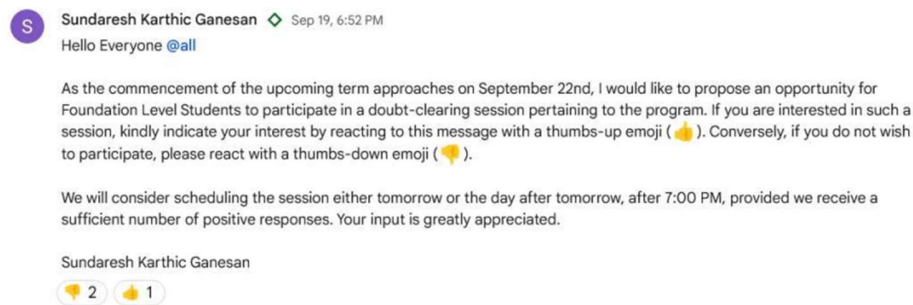 S
Sundaresh Karthic Ganesan Sep 19, 6:52 PM
Hello Everyone @all
As the commencement of the upcoming term approaches on September 22nd, I would like to propose an opportunity for
Foundation Level Students to participate in a doubt-clearing session pertaining to the program. If you are interested in such a
session, kindly indicate your interest by reacting to this message with a thumbs-up emoji (👍). Conversely, if you do not wish
to participate, please react with a thumbs-down emoji (👎).
We will consider scheduling the session either tomorrow or the day after tomorrow, after 7:00 PM, provided we receive a
sufficient number of positive responses. Your input is greatly appreciated.
Sundaresh Karthic Ganesan
👎 2 👍 1